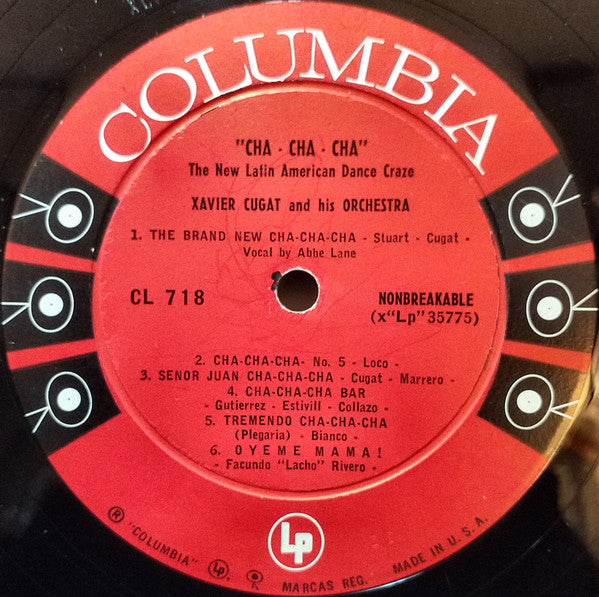 COLUMBIA
"CHA - CHA - CHA"
The New Latin American Dance Craze
XAVIER CUGAT and his ORCHESTRA
1. THE BRAND NEW CHA-CHA-CHA - Stuart - Cugat -
Vocal by Abbe Lane
CL 718
NONBREAKABLE
(x"Lp"35775)
2. CHA-CHA-CHA- No. 5 - Loco -
3. SENOR JUAN CHA-CHA-CHA - Cugat - Marrero -
4. CHA-CHA-CHA BAR
- Gutierrez - Estivill - Collazo -
5. TREMENDO CHA-CHA-CHA
(Plegaria) - Bianco -
6. OYEME MAMA!
- Facundo "Lacho" Rivero -
Lp
® "COLUMBIA" Lp, MARCAS REG. MADE IN U.S.A.